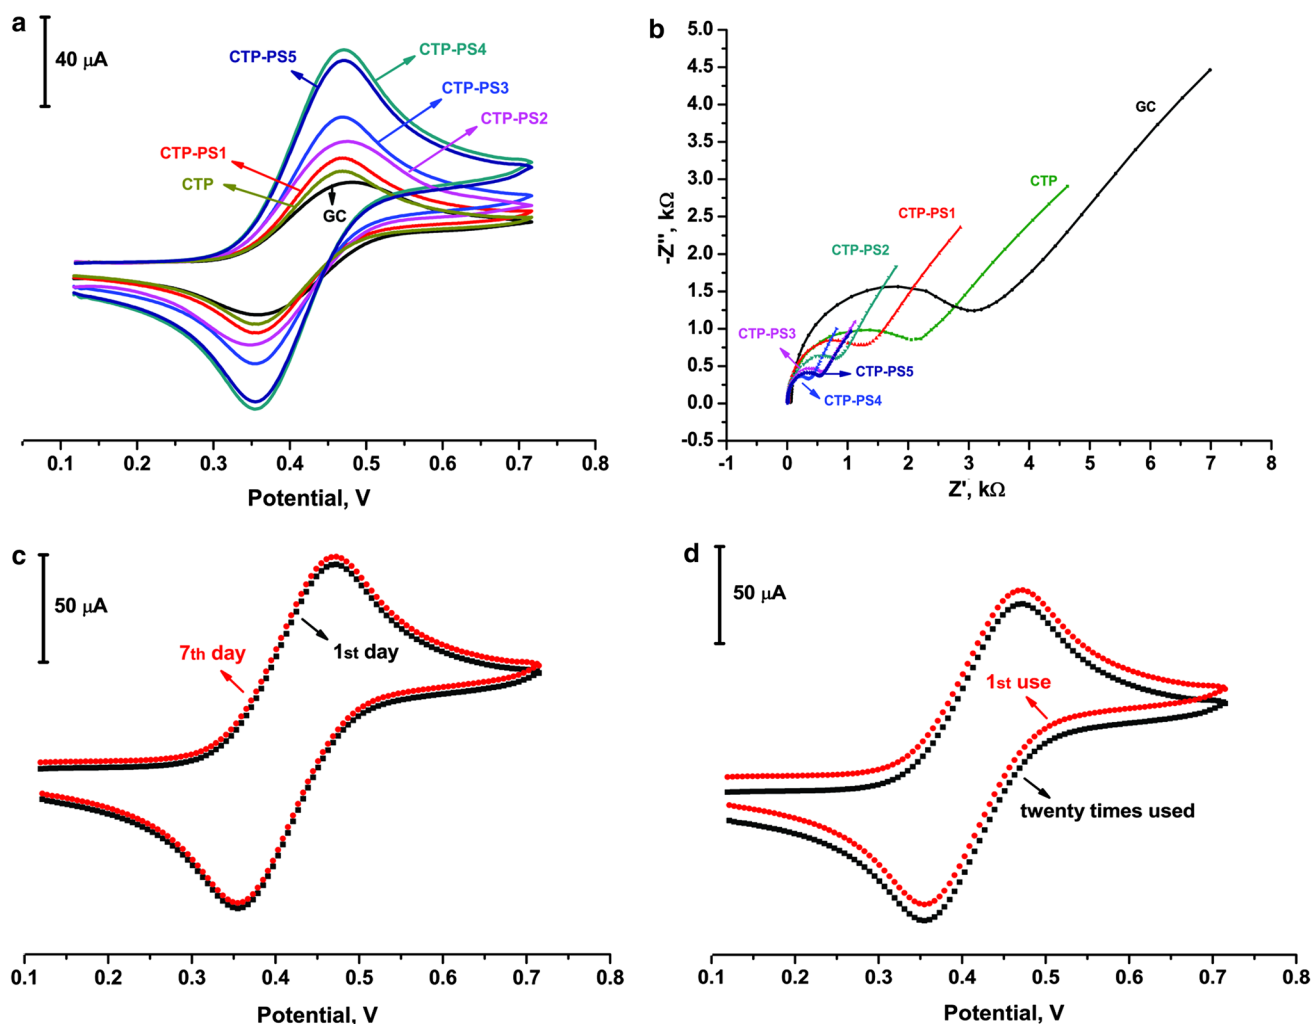 a
40 μA
CTP-PS5
CTP-PS4
CTP-PS3
CTP-PS2
CTP-PS1
CTP
GC
0.1 0.2 0.3 0.4 0.5 0.6 0.7 0.8
Potential, V
b
5.0
4.5
4.0
3.5
3.0
2.5
2.0
1.5
1.0
0.5
0.0
-0.5
-Z'', kΩ
GC
CTP
CTP-PS1
CTP-PS2
CTP-PS3
CTP-PS5
CTP-PS4
-1 0 1 2 3 4 5 6 7 8
Z', kΩ
c
50 μA
7th day
1st day
0.1 0.2 0.3 0.4 0.5 0.6 0.7 0.8
Potential, V
d
50 μA
1st use
twenty times used
0.1 0.2 0.3 0.4 0.5 0.6 0.7 0.8
Potential, V